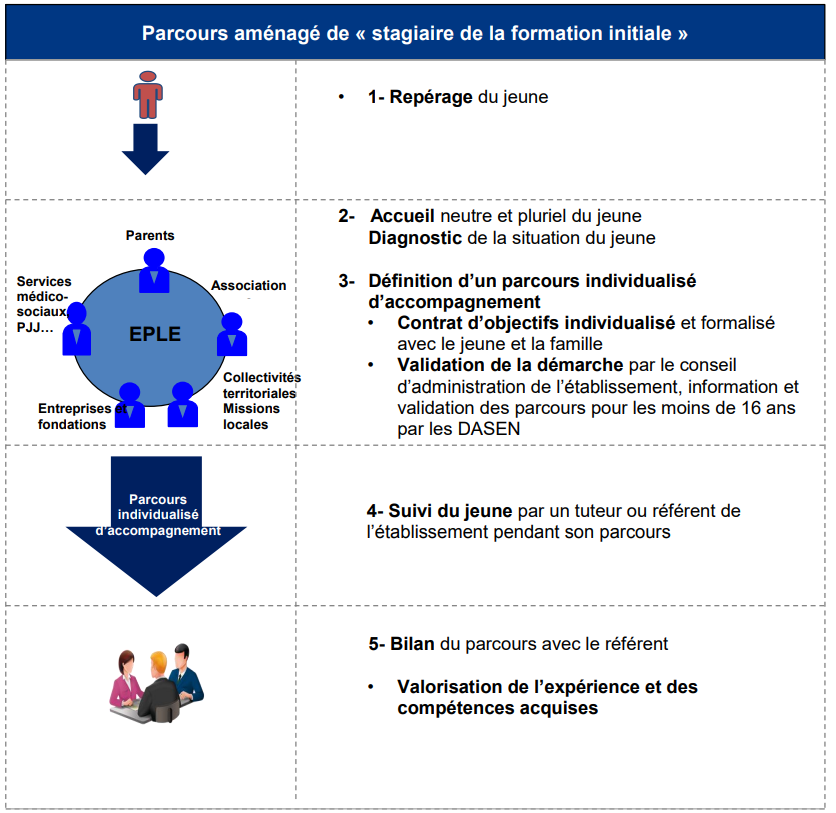 Parcours aménagé de « stagiaire de la formation initiale »
• 1- Repérage du jeune
Parents
Services
médico-
sociaux,
PJJ…
Association
EPLE
Collectivités
territoriales
Missions
locales
Entreprises et
fondations
2- Accueil neutre et pluriel du jeune
Diagnostic de la situation du jeune
3- Définition d’un parcours individualisé
d’accompagnement
• Contrat d’objectifs individualisé et formalisé
avec le jeune et la famille
• Validation de la démarche par le conseil
d’administration de l’établissement, information et
validation des parcours pour les moins de 16 ans
par les DASEN
Parcours
individualisé
d’accompagnement
4- Suivi du jeune par un tuteur ou référent de
l’établissement pendant son parcours
5- Bilan du parcours avec le référent
• Valorisation de l’expérience et des
compétences acquises